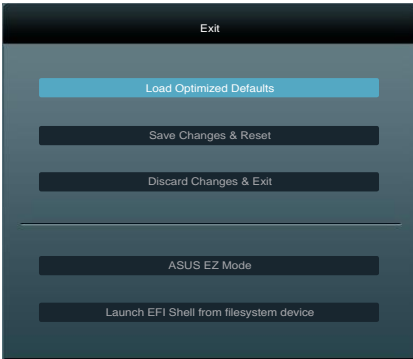 Exit
Load Optimized Defaults
Save Changes & Reset
Discard Changes & Exit
ASUS EZ Mode
Launch EFI Shell from filesystem device